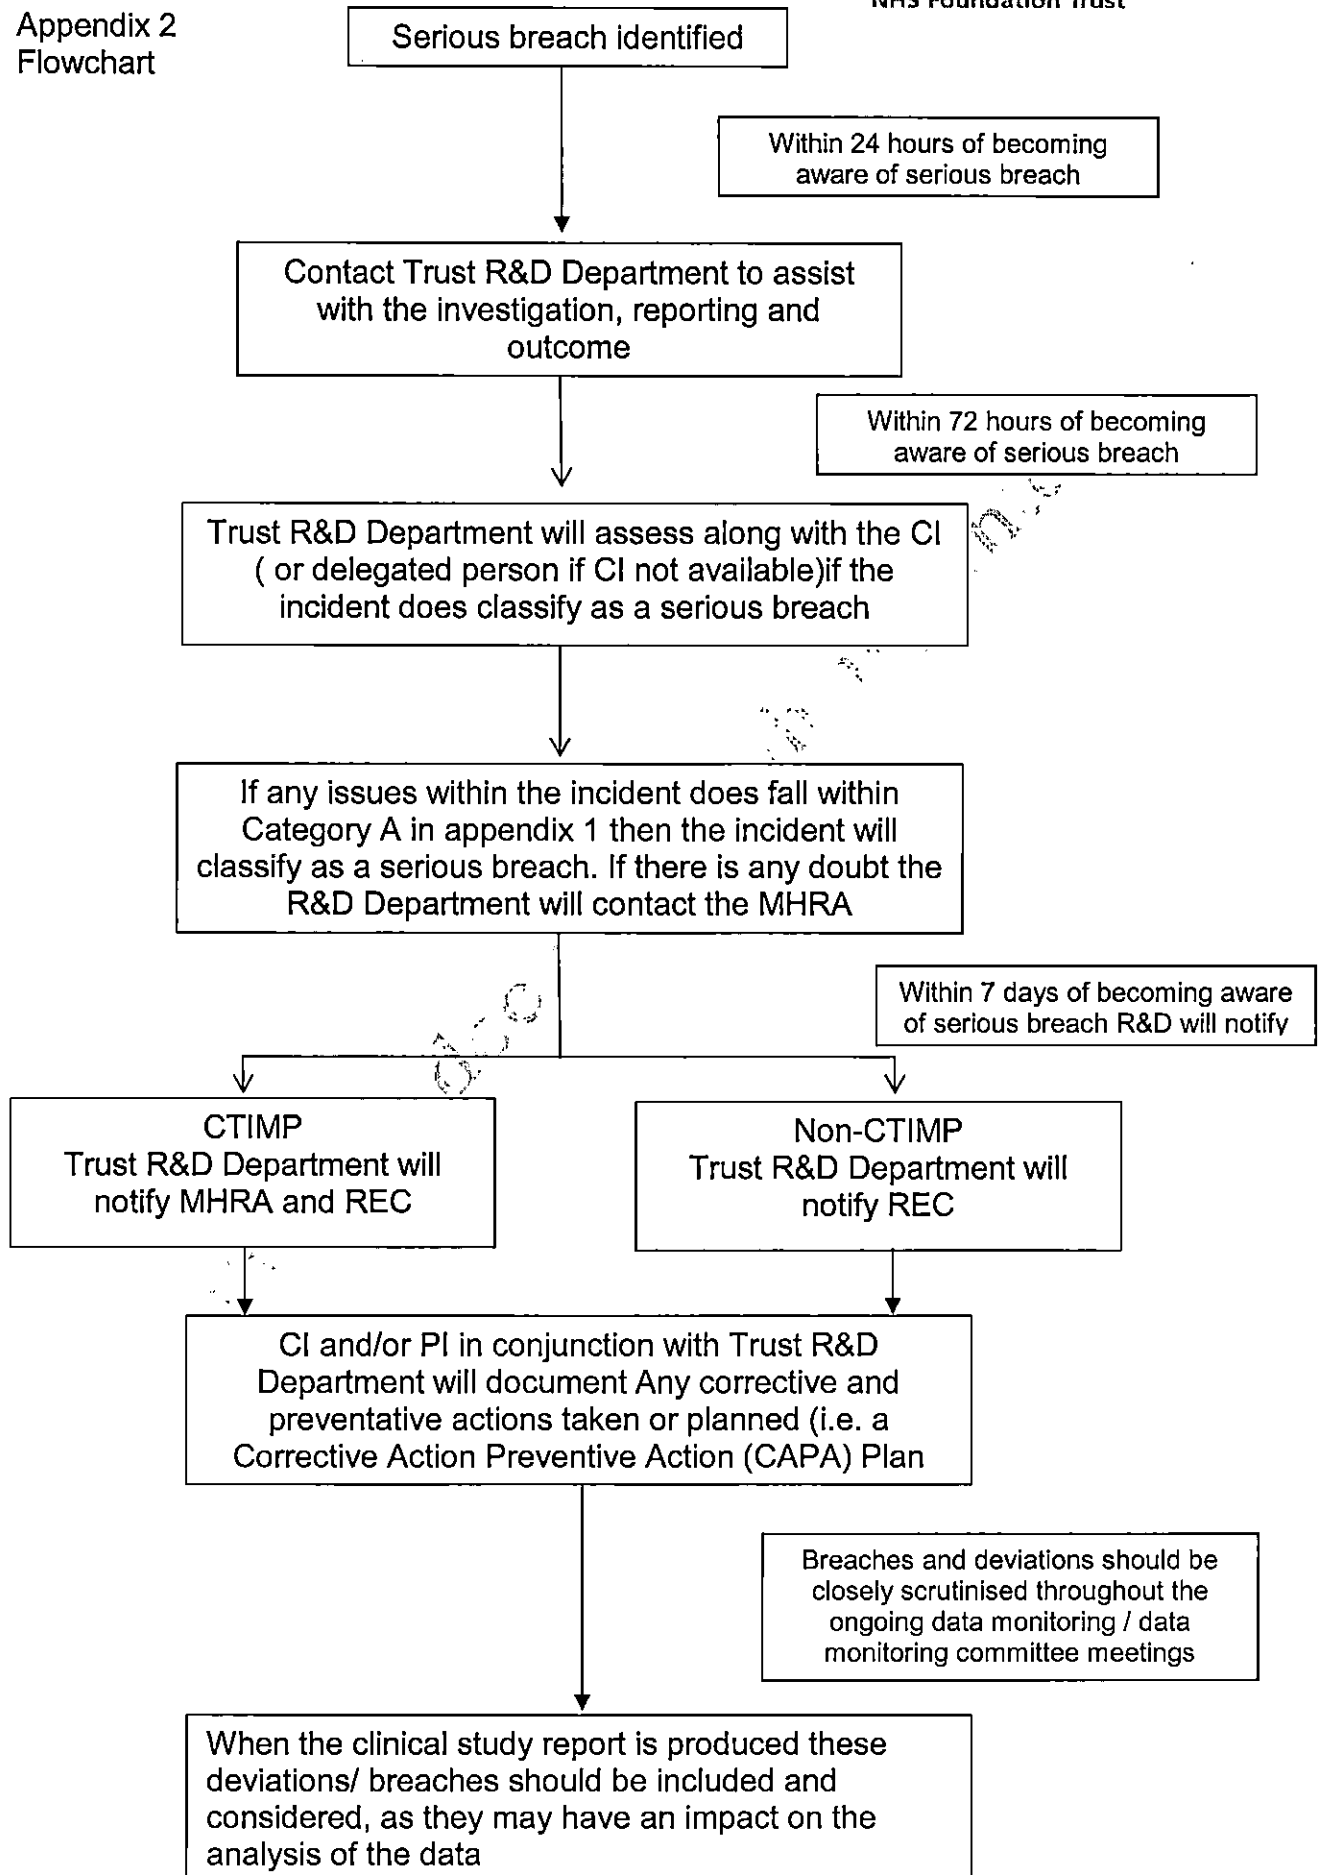 NHS Foundation Trust
Appendix 2
Flowchart
Serious breach identified
Within 24 hours of becoming
aware of serious breach
Contact Trust R&D Department to assist
with the investigation, reporting and
outcome
Within 72 hours of becoming
aware of serious breach
Trust R&D Department will assess along with the CI
( or delegated person if CI not available)if the
incident does classify as a serious breach
If any issues within the incident does fall within
Category A in appendix 1 then the incident will
classify as a serious breach. If there is any doubt the
R&D Department will contact the MHRA
Within 7 days of becoming aware
of serious breach R&D will notify
CTIMP
Trust R&D Department will
notify MHRA and REC
Non-CTIMP
Trust R&D Department will
notify REC
CI and/or PI in conjunction with Trust R&D
Department will document Any corrective and
preventative actions taken or planned (i.e. a
Corrective Action Preventive Action (CAPA) Plan
Breaches and deviations should be
closely scrutinised throughout the
ongoing data monitoring / data
monitoring committee meetings
When the clinical study report is produced these
deviations/ breaches should be included and
considered, as they may have an impact on the
analysis of the data